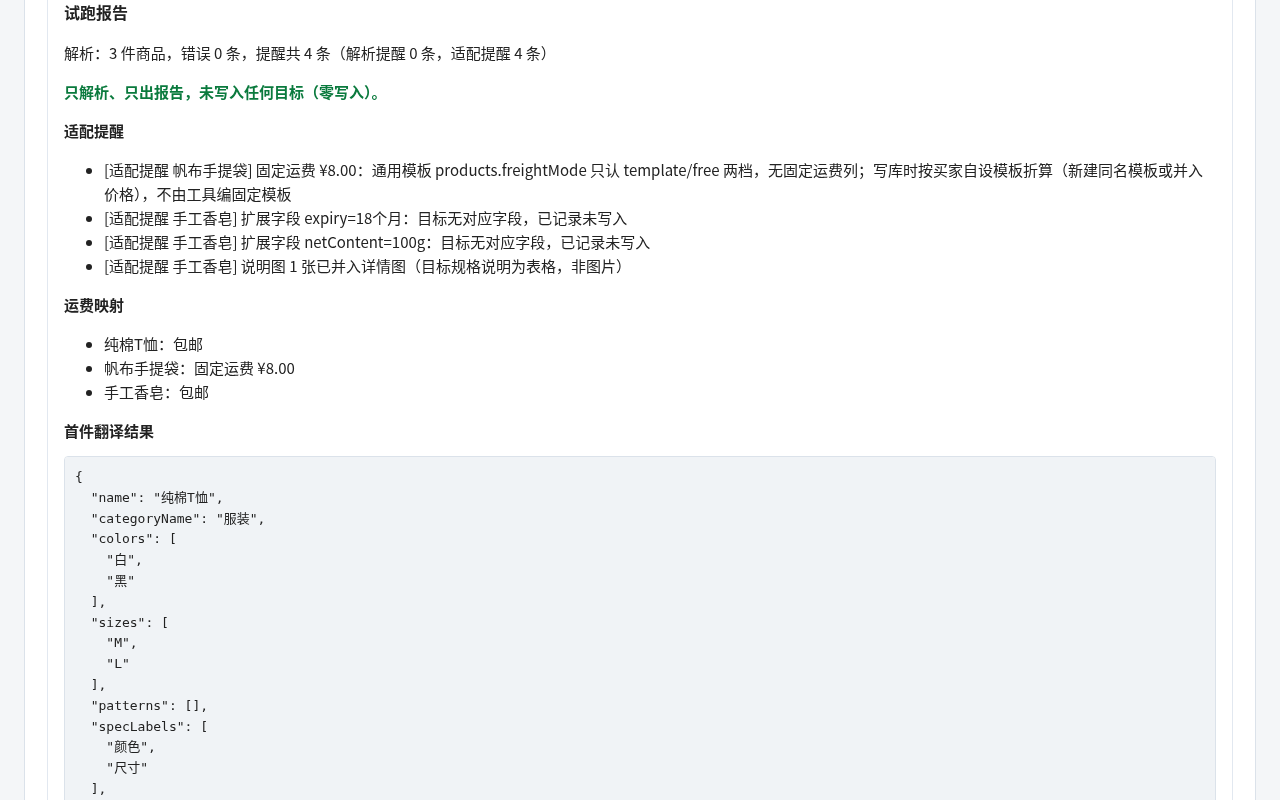 试跑报告
解析：3 件商品，错误 0 条，提醒共 4 条（解析提醒 0 条，适配提醒 4 条）
只解析、只出报告，未写入任何目标（零写入）。
适配提醒
[适配提醒 帆布手提袋] 固定运费 ¥8.00：通用模板 products.freightMode 只认 template/free 两档，无固定运费列；写库时按买家自设模板折算（新建同名模板或并入
价格），不由工具编固定模板
[适配提醒 手工香皂] 扩展字段 expiry=18个月：目标无对应字段，已记录未写入
[适配提醒 手工香皂] 扩展字段 netContent=100g：目标无对应字段，已记录未写入
[适配提醒 手工香皂] 说明图 1 张已并入详情图（目标规格说明为表格，非图片）
运费映射
纯棉T恤：包邮
帆布手提袋：固定运费 ¥8.00
手工香皂：包邮
首件翻译结果
{
  "name": "纯棉T恤",
  "categoryName": "服装",
  "colors": [
    "白",
    "黑"
  ],
  "sizes": [
    "M",
    "L"
  ],
  "patterns": [],
  "specLabels": [
    "颜色",
    "尺寸"
  ],